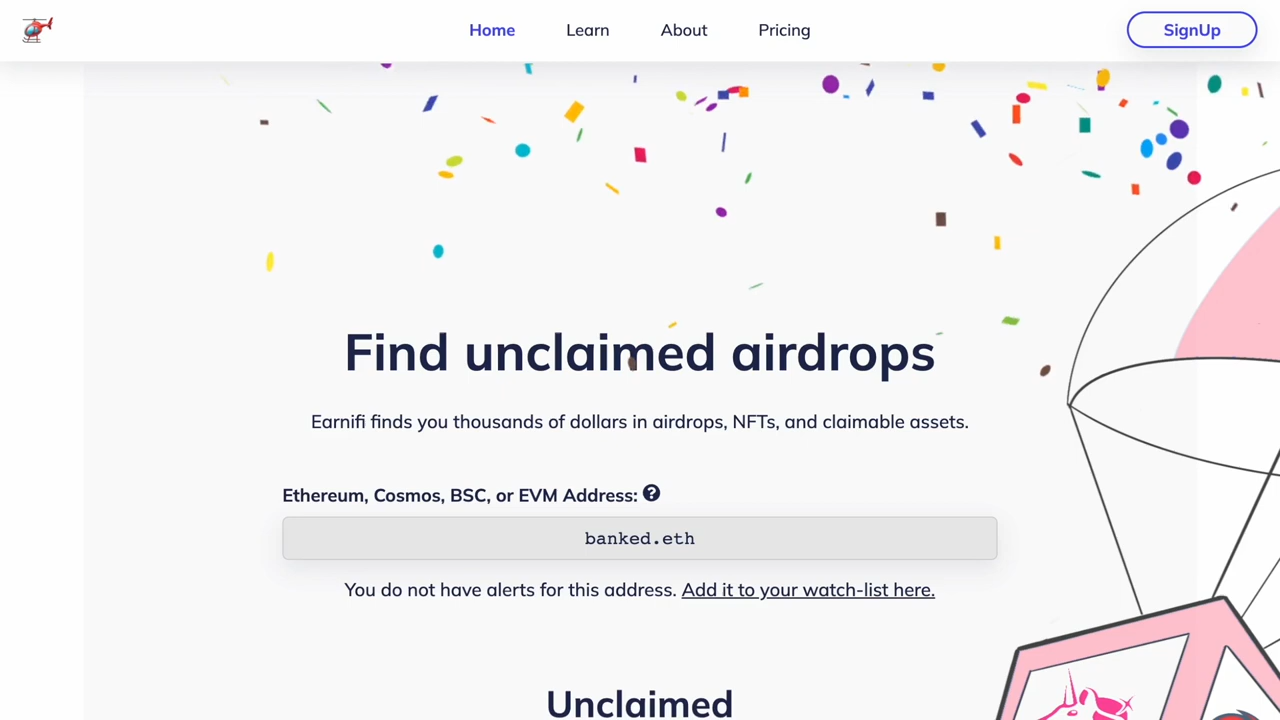 Home
Learn
About
Pricing
SignUp
Find unclaimed airdrops
Earnifi finds you thousands of dollars in airdrops, NFTs, and claimable assets.
Ethereum, Cosmos, BSC, or EVM Address: ?
banked.eth
You do not have alerts for this address. Add it to your watch-list here.
Unclaimed